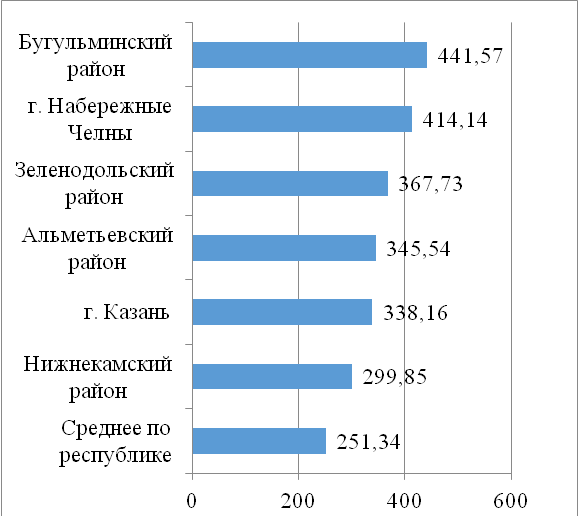 Бугульминский
район
441,57
г. Набережные
Челны
414,14
Зеленодольский
район
367,73
Альметьевский
район
345,54
г. Казань
338,16
Нижнекамский
район
299,85
Среднее по
республике
251,34
0 200 400 600